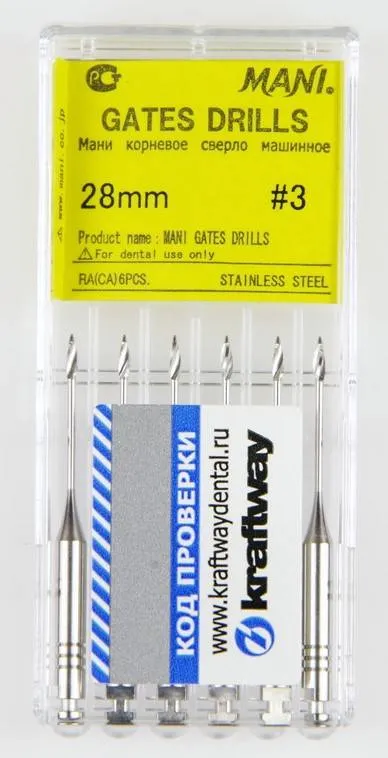 MANI®
GATES DRILLS
Мани корневое сверло машинное
28mm #3
Product name : MANI GATES DRILLS
⚠For dental use only
RA(CA)6PCS. STAINLESS STEEL
www.mani.co.jp
КОД ПРОВЕРКИ
www.kraftwaydental.ru
kraftway